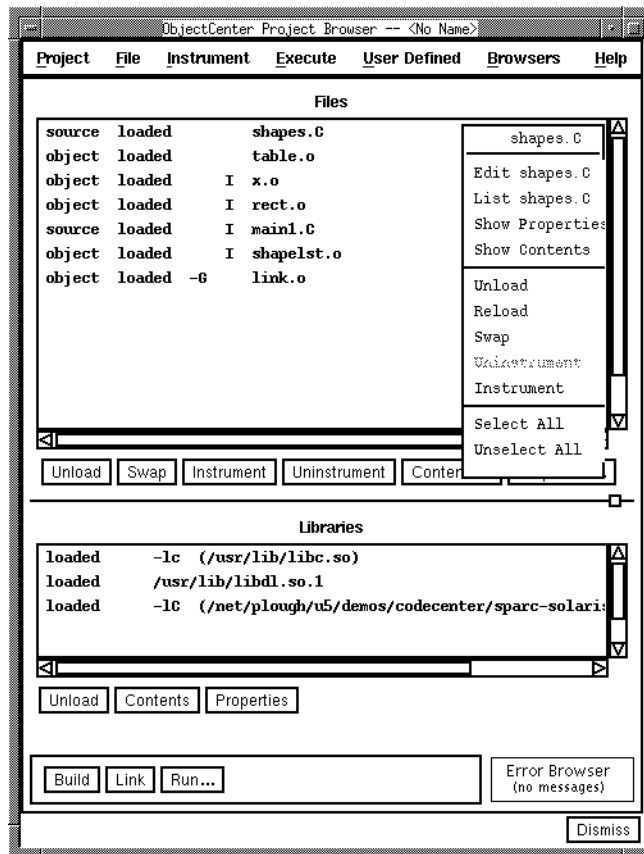 ObjectCenter Project Browser -- <No Name>
Project File Instrument Execute User Defined Browsers Help
Files
source loaded shapes.C
object loaded table.o
object loaded I x.o
object loaded I rect.o
source loaded I main1.C
object loaded I shapelst.o
object loaded -G link.o
shapes.C
Edit shapes.C
List shapes.C
Show Properties
Show Contents
Unload
Reload
Swap
Uninstrument
Instrument
Select All
Unselect All
Unload Swap Instrument Uninstrument Conten
Libraries
loaded -lc (/usr/lib/libc.so)
loaded /usr/lib/libdl.so.1
loaded -lC (/net/plough/u5/demos/codecenter/sparc-solaris
Unload Contents Properties
Build Link Run...
Error Browser
(no messages)
Dismiss